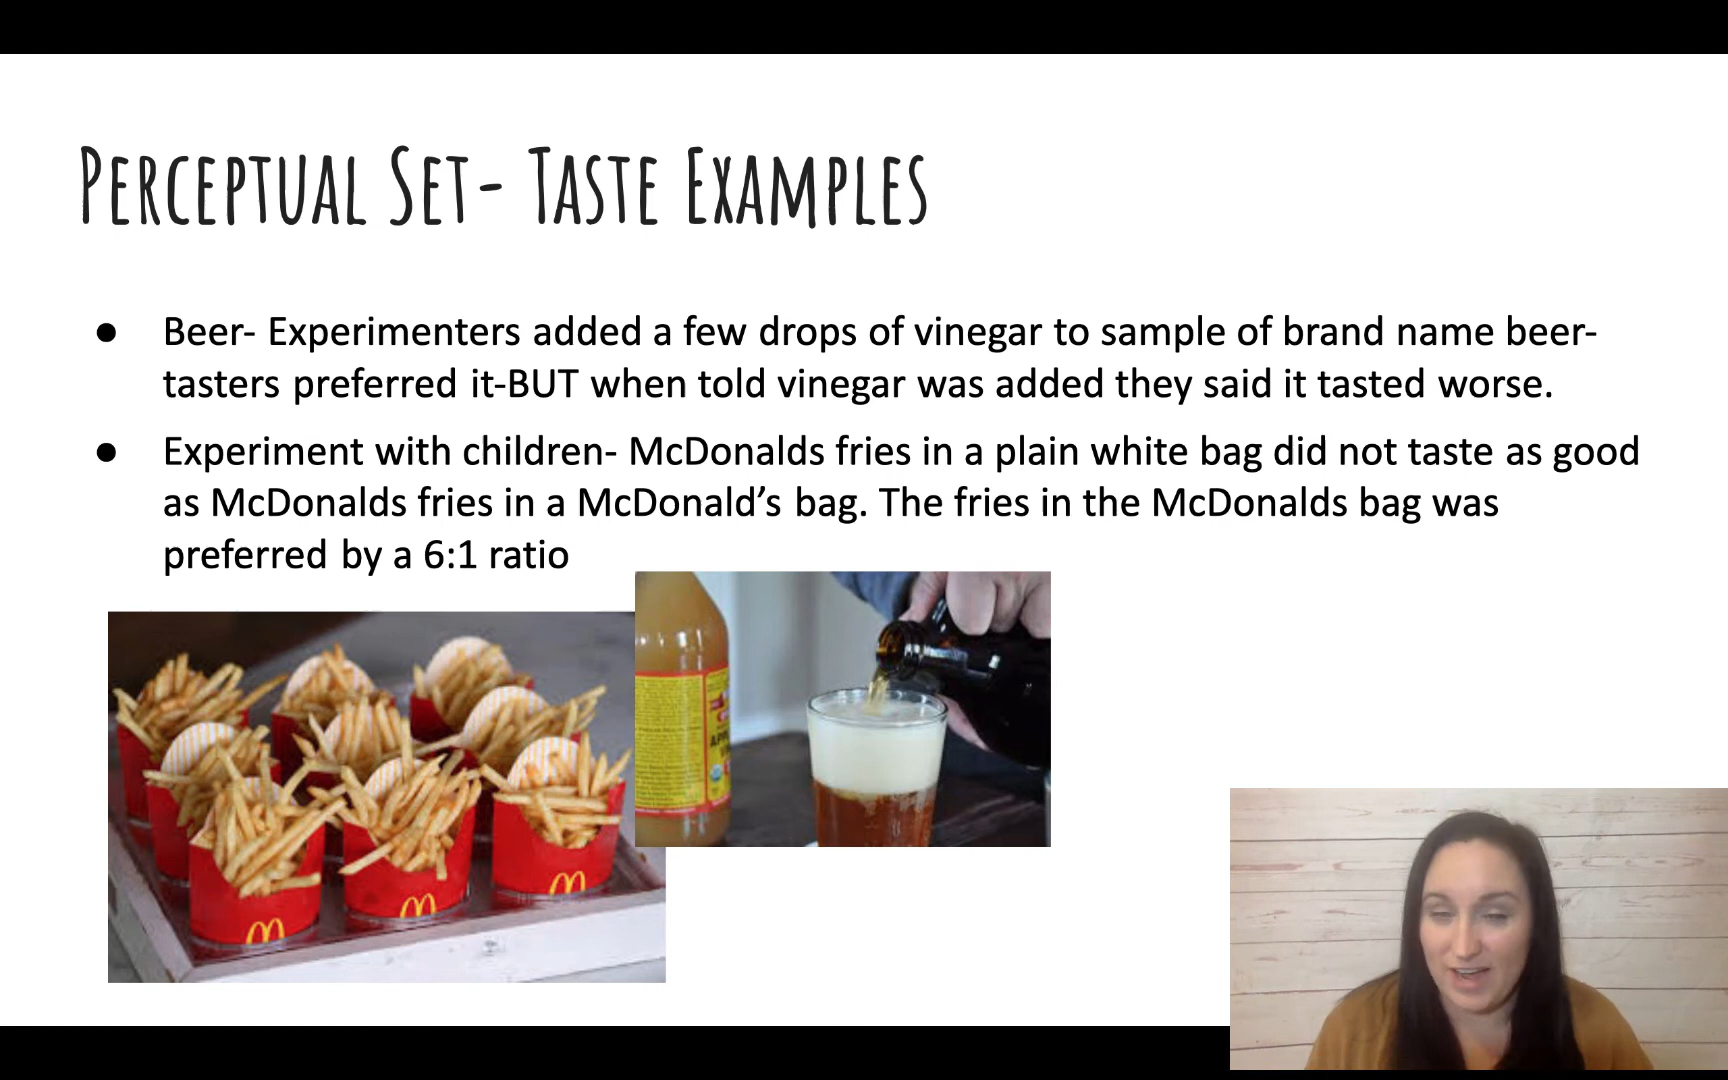 Perceptual Set- Taste Examples
● Beer- Experimenters added a few drops of vinegar to sample of brand name beer-
tasters preferred it-BUT when told vinegar was added they said it tasted worse.
● Experiment with children- McDonalds fries in a plain white bag did not taste as good
as McDonalds fries in a McDonald’s bag. The fries in the McDonalds bag was
preferred by a 6:1 ratio